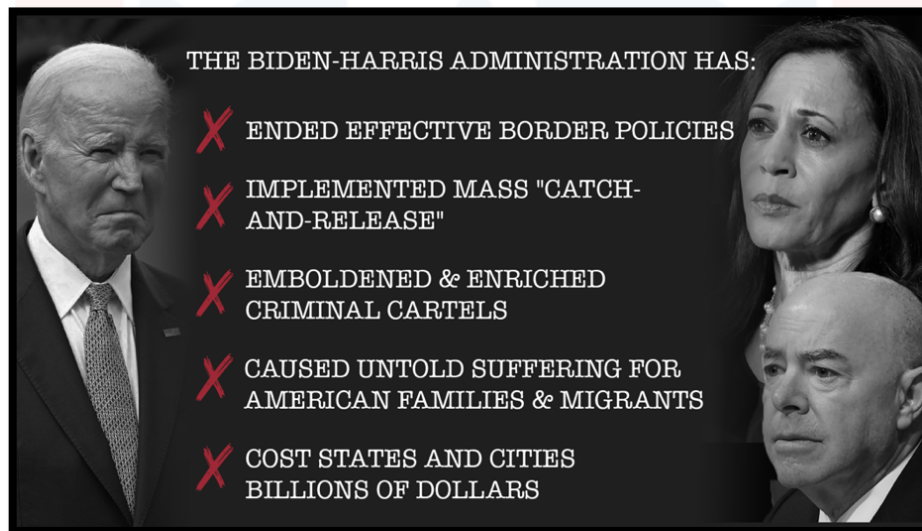 THE BIDEN-HARRIS ADMINISTRATION HAS:
ENDED EFFECTIVE BORDER POLICIES
IMPLEMENTED MASS "CATCH-
AND-RELEASE"
EMBOLDENED & ENRICHED
CRIMINAL CARTELS
CAUSED UNTOLD SUFFERING FOR
AMERICAN FAMILIES & MIGRANTS
COST STATES AND CITIES
BILLIONS OF DOLLARS